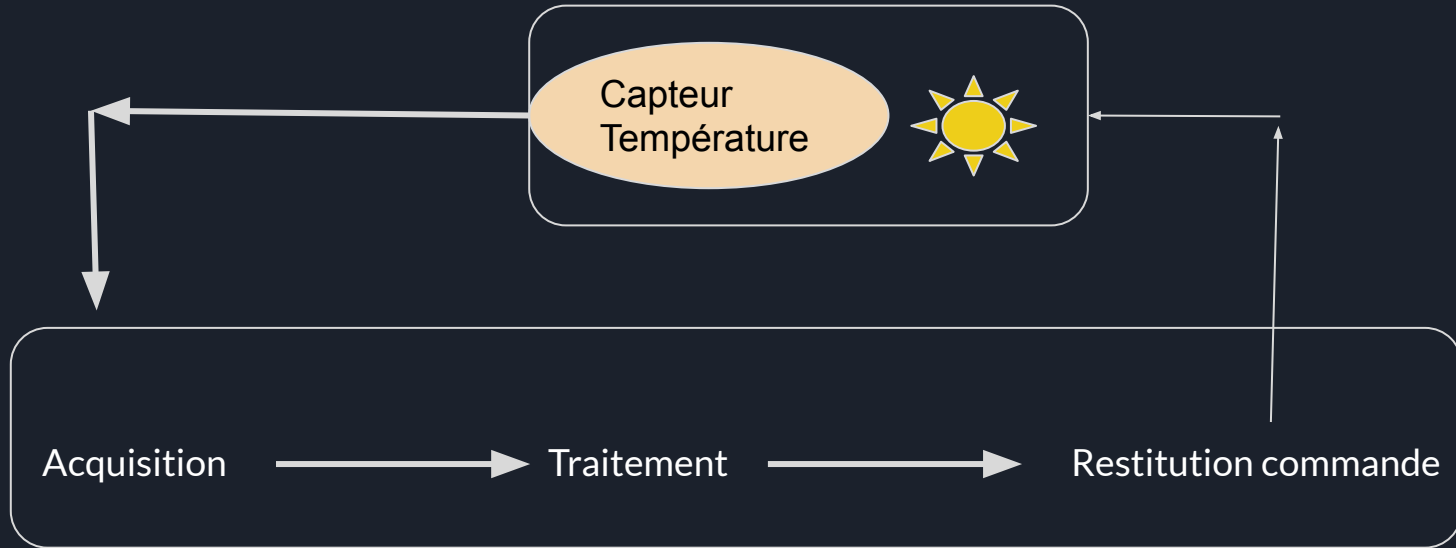 Capteur
Température
Acquisition
Traitement
Restitution commande